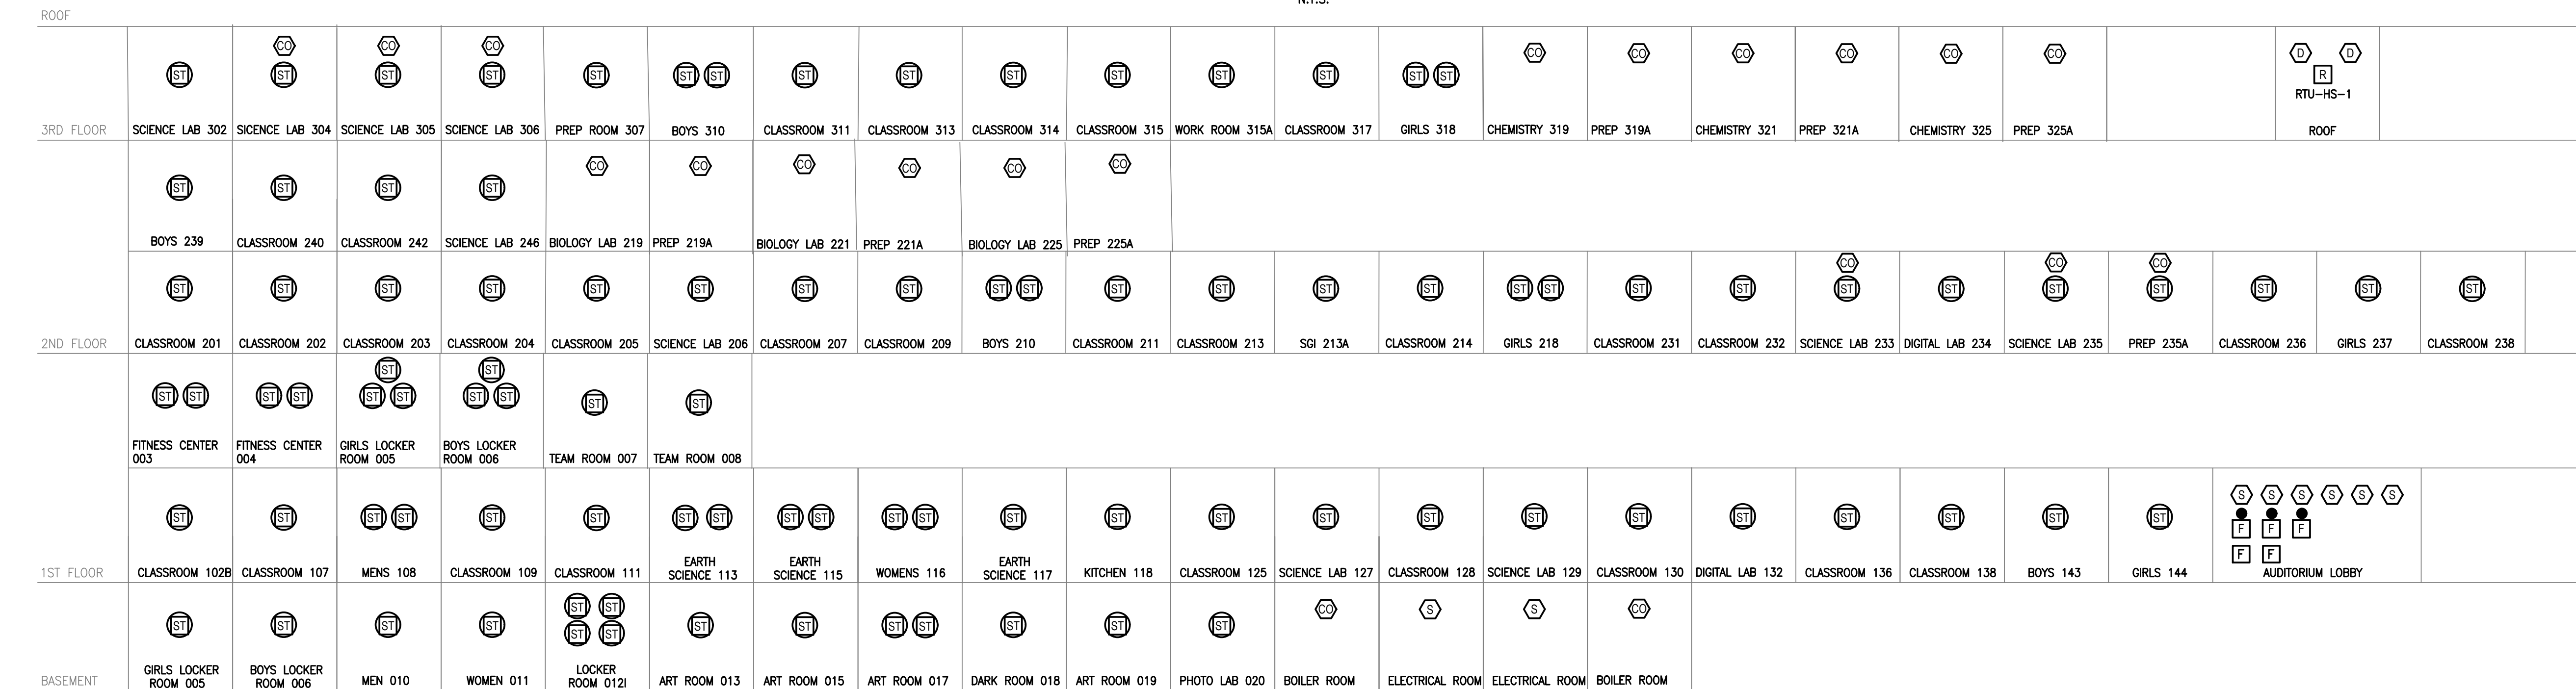 N.T.S.
ROOF
CO CO CO CO CO CO CO CO CO D D
ST ST ST ST ST ST ST ST ST ST ST ST ST ST ST R
RTU-HS-1
3RD FLOOR SCIENCE LAB 302 SICENCE LAB 304 SCIENCE LAB 305 SCIENCE LAB 306 PREP ROOM 307 BOYS 310 CLASSROOM 311 CLASSROOM 313 CLASSROOM 314 CLASSROOM 315 WORK ROOM 315A CLASSROOM 317 GIRLS 318 CHEMISTRY 319 PREP 319A CHEMISTRY 321 PREP 321A CHEMISTRY 325 PREP 325A ROOF
CO CO CO CO CO CO
ST ST ST ST
BOYS 239 CLASSROOM 240 CLASSROOM 242 SCIENCE LAB 246 BIOLOGY LAB 219 PREP 219A BIOLOGY LAB 221 PREP 221A BIOLOGY LAB 225 PREP 225A
CO CO CO
ST ST ST ST ST ST ST ST ST ST ST ST ST ST ST ST ST ST ST ST ST ST ST ST ST
2ND FLOOR CLASSROOM 201 CLASSROOM 202 CLASSROOM 203 CLASSROOM 204 CLASSROOM 205 SCIENCE LAB 206 CLASSROOM 207 CLASSROOM 209 BOYS 210 CLASSROOM 211 CLASSROOM 213 SGI 213A CLASSROOM 214 GIRLS 218 CLASSROOM 231 CLASSROOM 232 SCIENCE LAB 233 DIGITAL LAB 234 SCIENCE LAB 235 PREP 235A CLASSROOM 236 GIRLS 237 CLASSROOM 238
ST ST
ST ST ST ST ST ST ST ST ST ST
FITNESS CENTER FITNESS CENTER GIRLS LOCKER BOYS LOCKER
003 004 ROOM 005 ROOM 006 TEAM ROOM 007 TEAM ROOM 008
S S S S S S
ST ST ST ST ST ST ST ST ST ST ST ST ST ST ST ST ST ST ST ST ST ST ST ST
F F F
F F
EARTH EARTH EARTH
1ST FLOOR CLASSROOM 102B CLASSROOM 107 MENS 108 CLASSROOM 109 CLASSROOM 111 SCIENCE 113 SCIENCE 115 WOMENS 116 SCIENCE 117 KITCHEN 118 CLASSROOM 125 SCIENCE LAB 127 CLASSROOM 128 SCIENCE LAB 129 CLASSROOM 130 DIGITAL LAB 132 CLASSROOM 136 CLASSROOM 138 BOYS 143 GIRLS 144 AUDITORIUM LOBBY
ST ST CO S S CO
ST ST ST ST ST ST ST ST ST ST ST ST ST ST
GIRLS LOCKER BOYS LOCKER LOCKER
BASEMENT ROOM 005 ROOM 006 MEN 010 WOMEN 011 ROOM 012I ART ROOM 013 ART ROOM 015 ART ROOM 017 DARK ROOM 018 ART ROOM 019 PHOTO LAB 020 BOILER ROOM ELECTRICAL ROOM ELECTRICAL ROOM BOILER ROOM